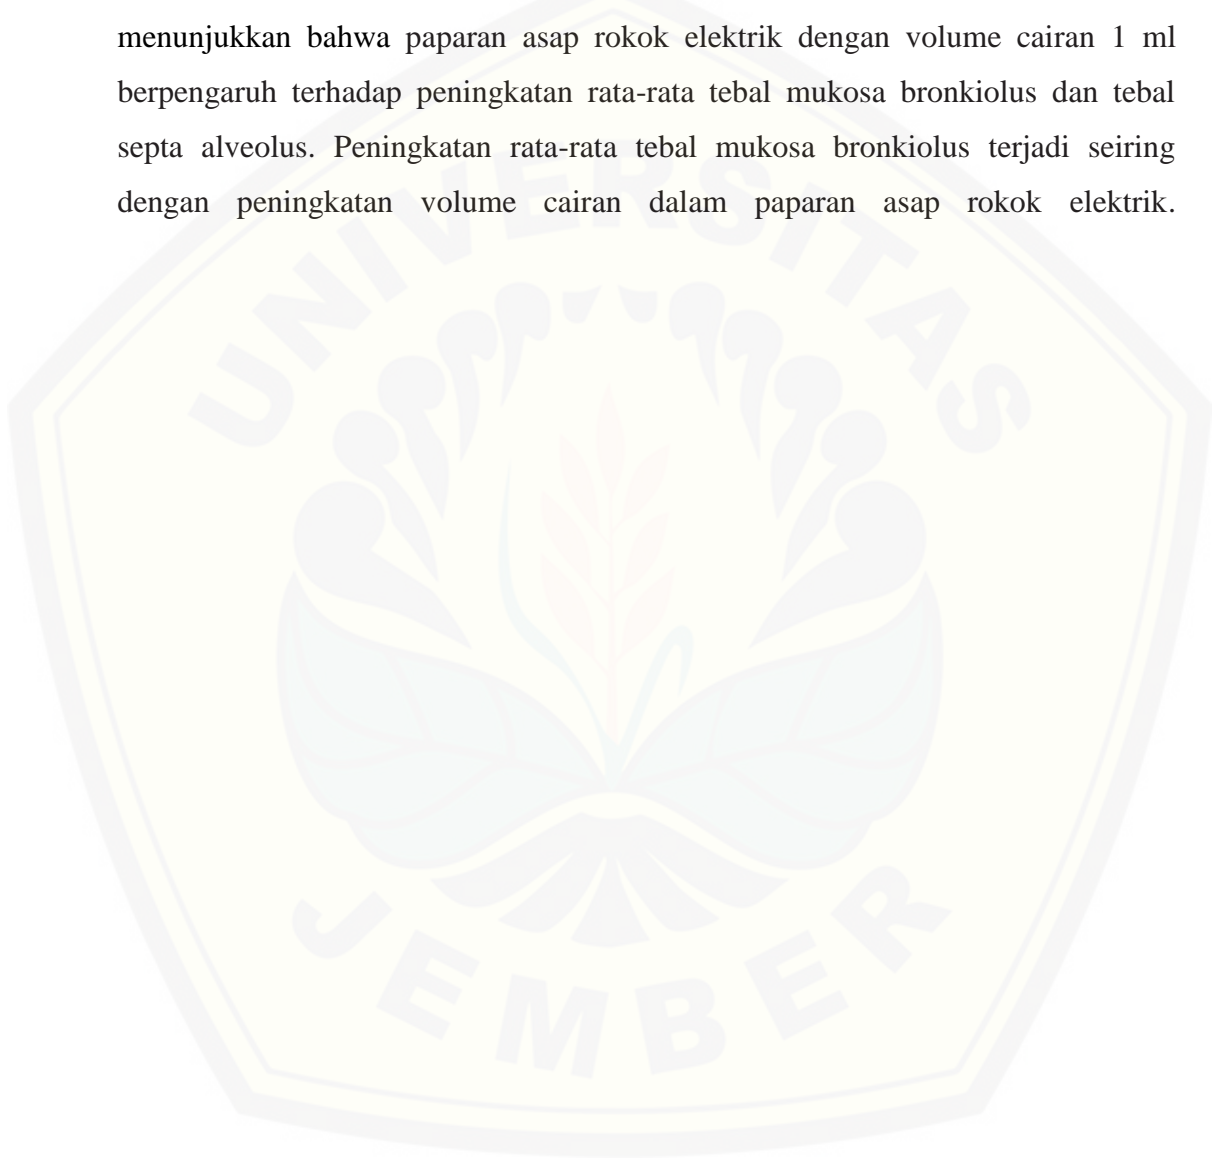 menunjukkan bahwa paparan asap rokok elektrik dengan volume cairan 1 ml
berpengaruh terhadap peningkatan rata-rata tebal mukosa bronkiolus dan tebal
septa alveolus. Peningkatan rata-rata tebal mukosa bronkiolus terjadi seiring
dengan peningkatan volume cairan dalam paparan asap rokok elektrik.
UNIVERSITAS
JEMBER